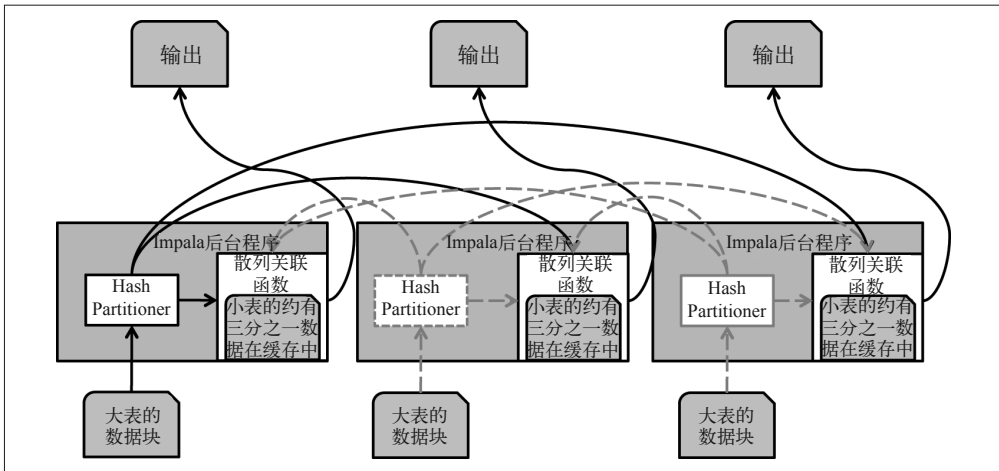 输出
输出
输出
Impala后台程序
散列关联
函数
Hash
Partitioner
小表的约有
三分之一数
据在缓存中
Impala后台程序
散列关联
函数
Hash
Partitioner
小表的约有
三分之一数
据在缓存中
Impala后台程序
散列关联
函数
Hash
Partitioner
小表的约有
三分之一数
据在缓存中
大表的
数据块
大表的
数据块
大表的
数据块